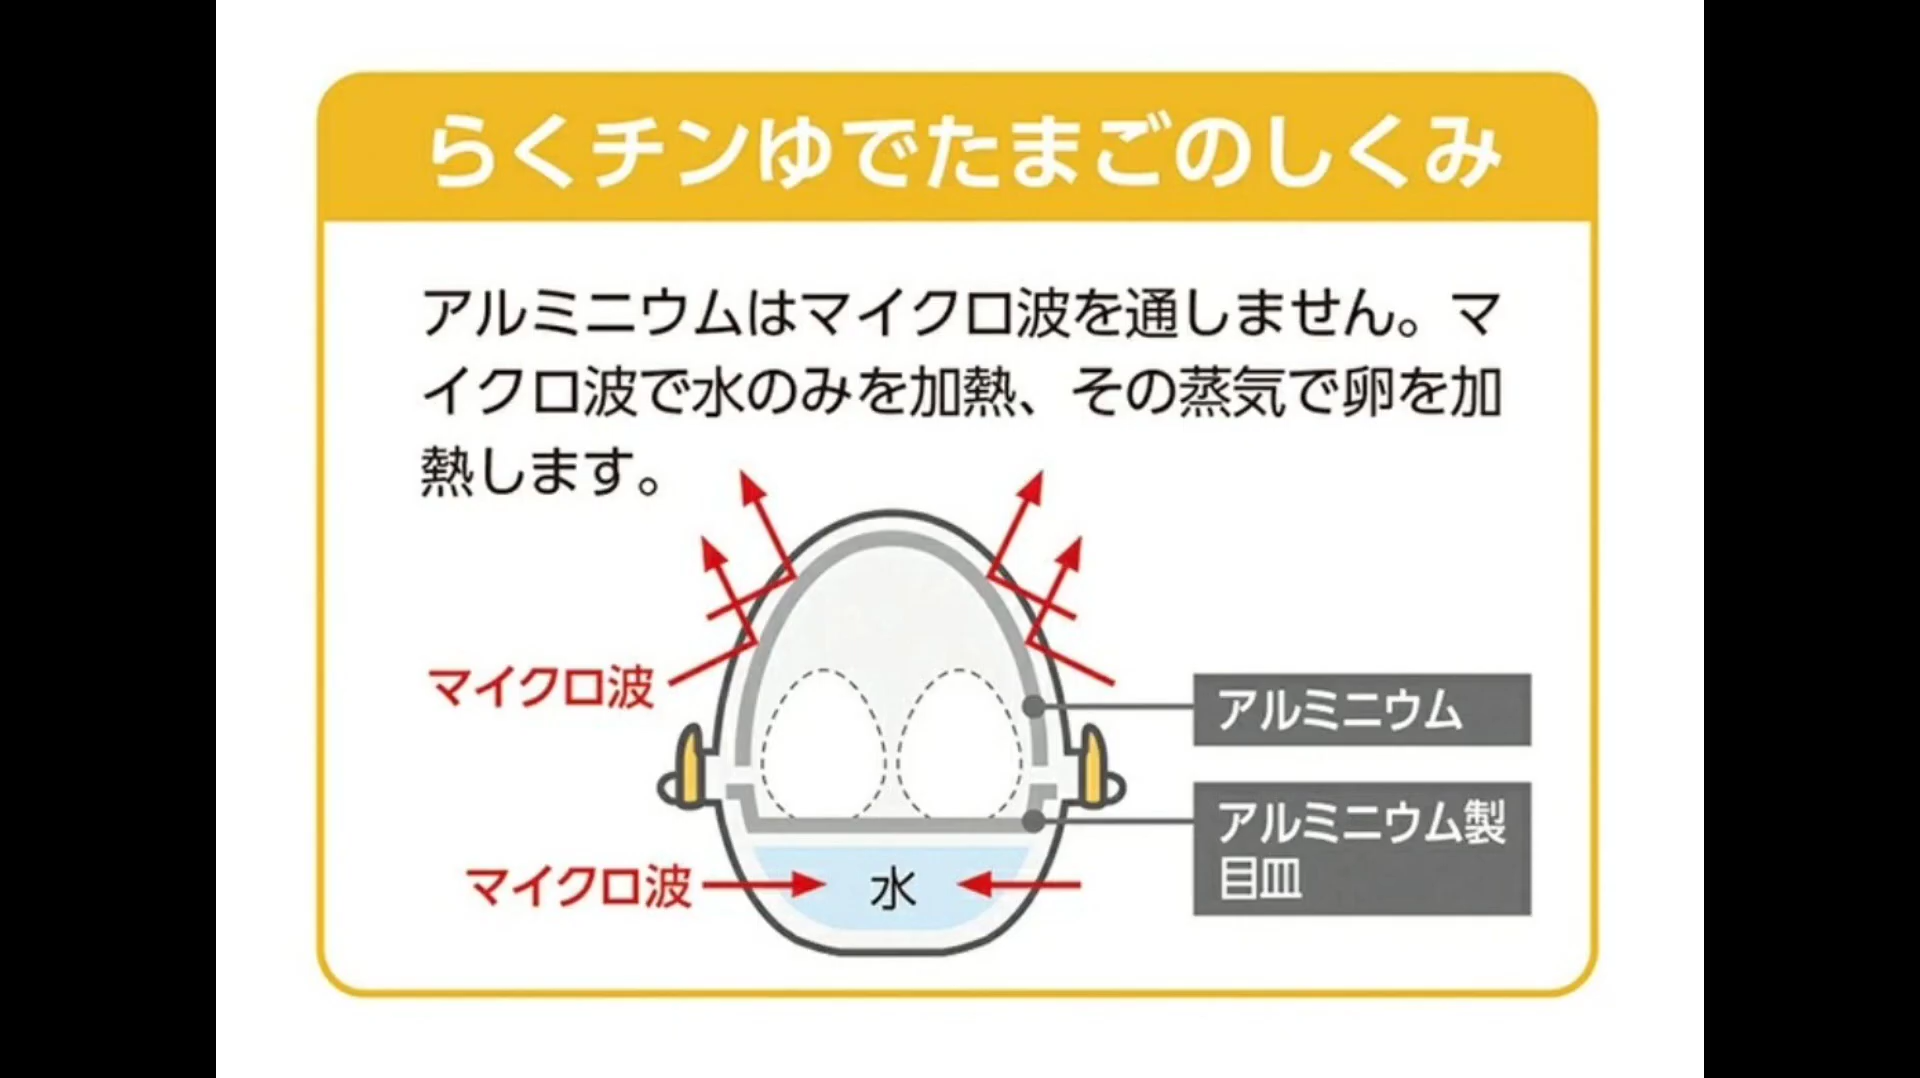 らくチンゆでたまごのしくみ
アルミニウムはマイクロ波を通しません。マ
イクロ波で水のみを加熱、その蒸気で卵を加
熱します。
マイクロ波
アルミニウム
アルミニウム製
目皿
マイクロ波
水